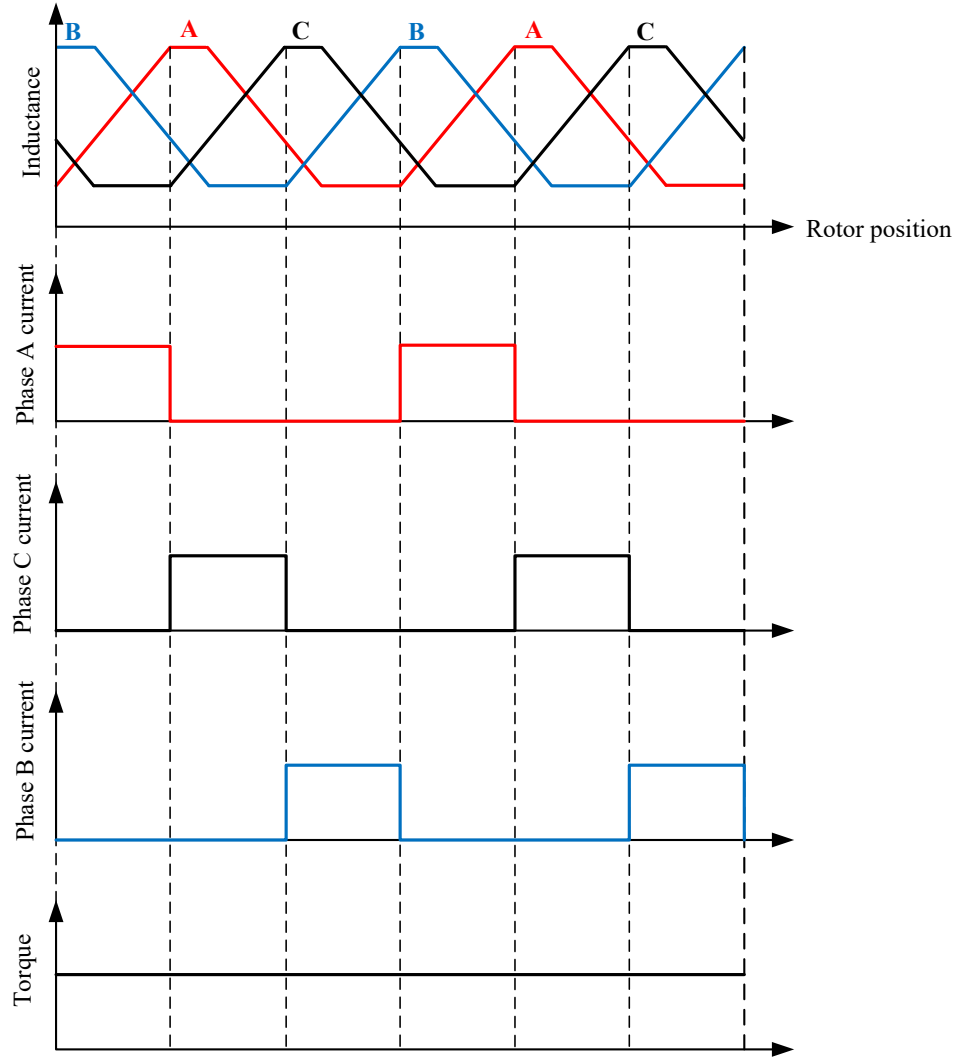 B A C B A C
Inductance
Rotor position
Phase A current
Phase C current
Phase B current
Torque